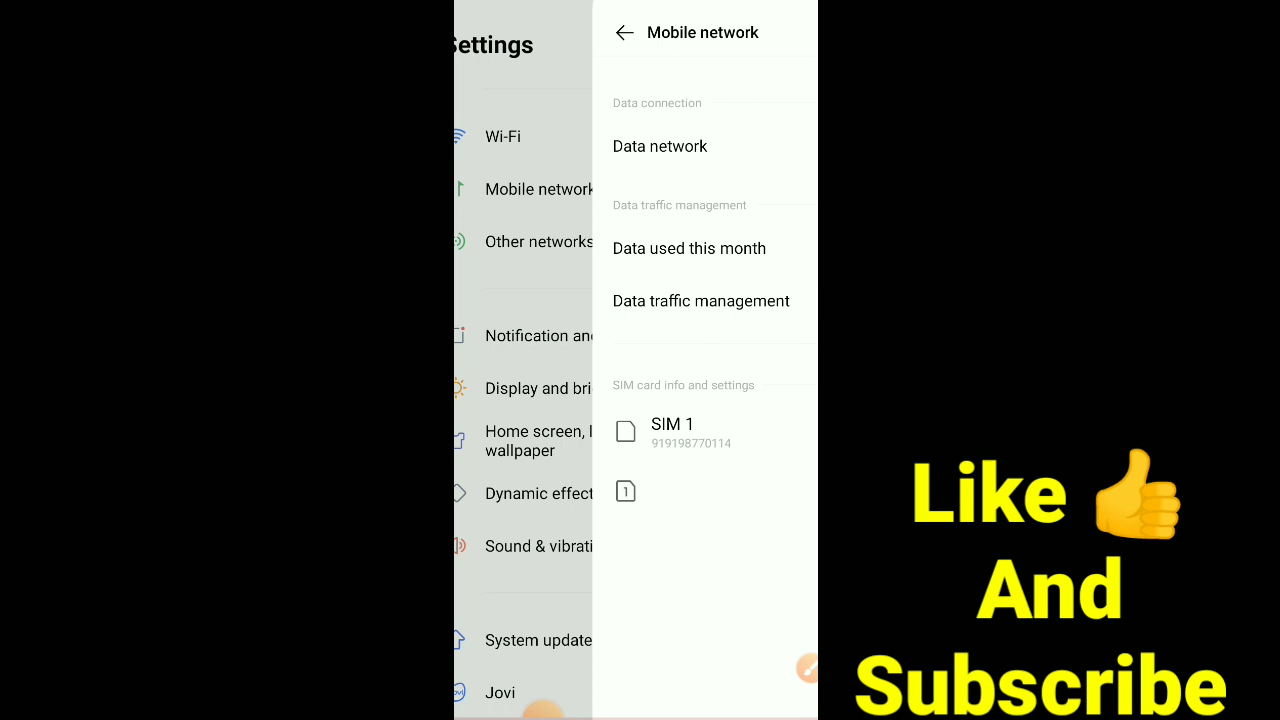 Settings
Wi-Fi
Mobile network
Other networks
Notification an
Display and bri
Home screen, l
wallpaper
Dynamic effect
Sound & vibrati
System update
Jovi
Mobile network
Data connection
Data network
Data traffic management
Data used this month
Data traffic management
SIM card info and settings
SIM 1
919198770114
1
Like 👍
And
Subscribe